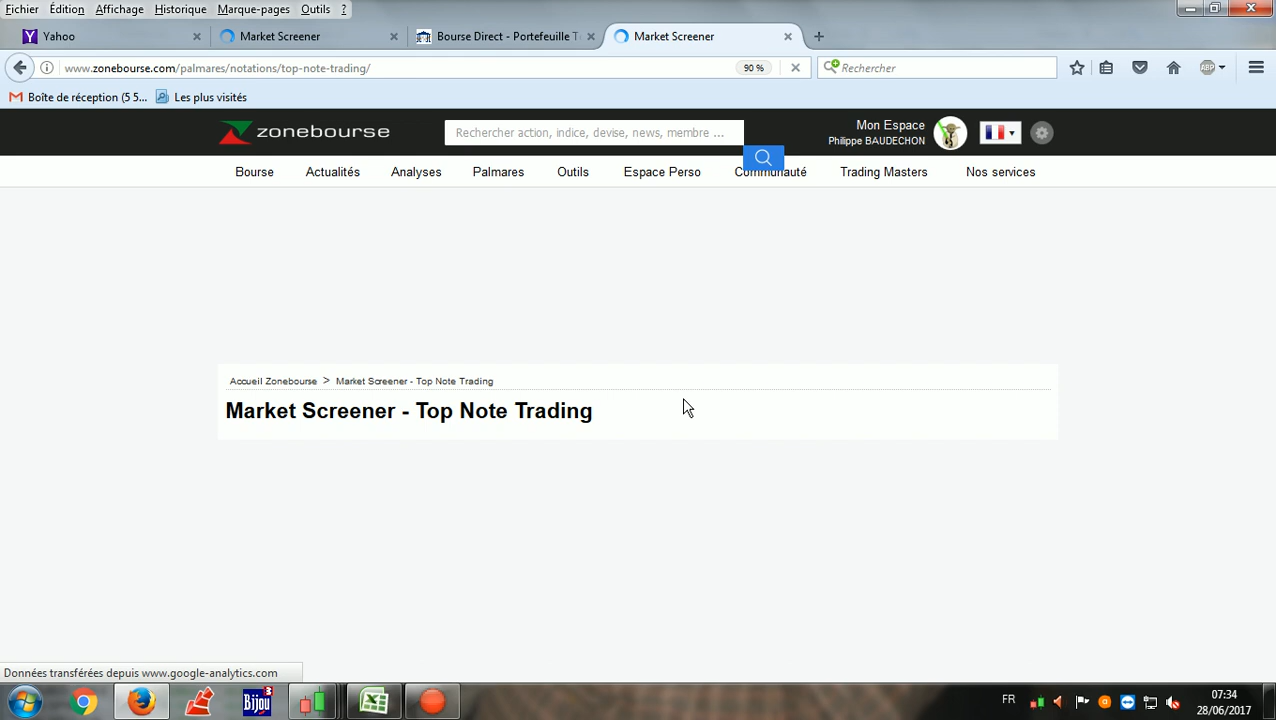 Fichier Édition Affichage Historique Marque-pages Outils ?
Yahoo Market Screener Bourse Direct - Portefeuille T Market Screener
www.zonebourse.com/palmares/notations/top-note-trading/ 90 % Rechercher ABP
Boîte de réception (5 5... Les plus visités
zonebourse Rechercher action, indice, devise, news, membre ... Mon Espace
Philippe BAUDECHON
Bourse Actualités Analyses Palmares Outils Espace Perso Communauté Trading Masters Nos services
Accueil Zonebourse > Market Screener - Top Note Trading
Market Screener - Top Note Trading
Données transférées depuis www.google-analytics.com
Bijou 3 FR 07:34
28/06/2017